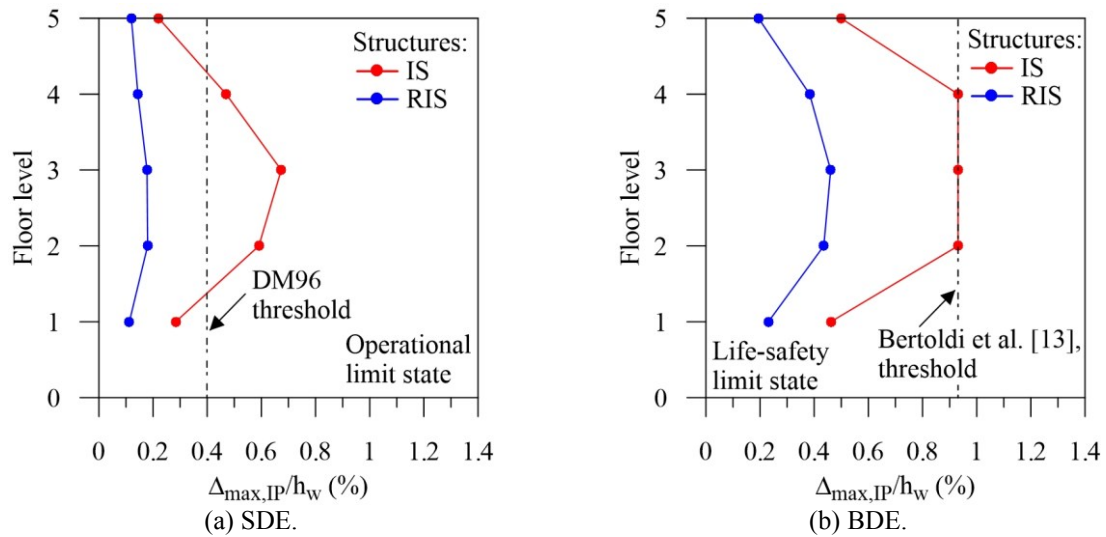 5
4
3
2
1
0
Floor level
Structures:
IS
RIS
DM96
threshold
Operational
limit state
0 0.2 0.4 0.6 0.8 1 1.2 1.4
Δmax,IP/hw (%)
(a) SDE.
5
4
3
2
1
0
Floor level
Structures:
IS
RIS
Life-safety
limit state
Bertoldi et al. [13],
threshold
0 0.2 0.4 0.6 0.8 1 1.2 1.4
Δmax,IP/hw (%)
(b) BDE.